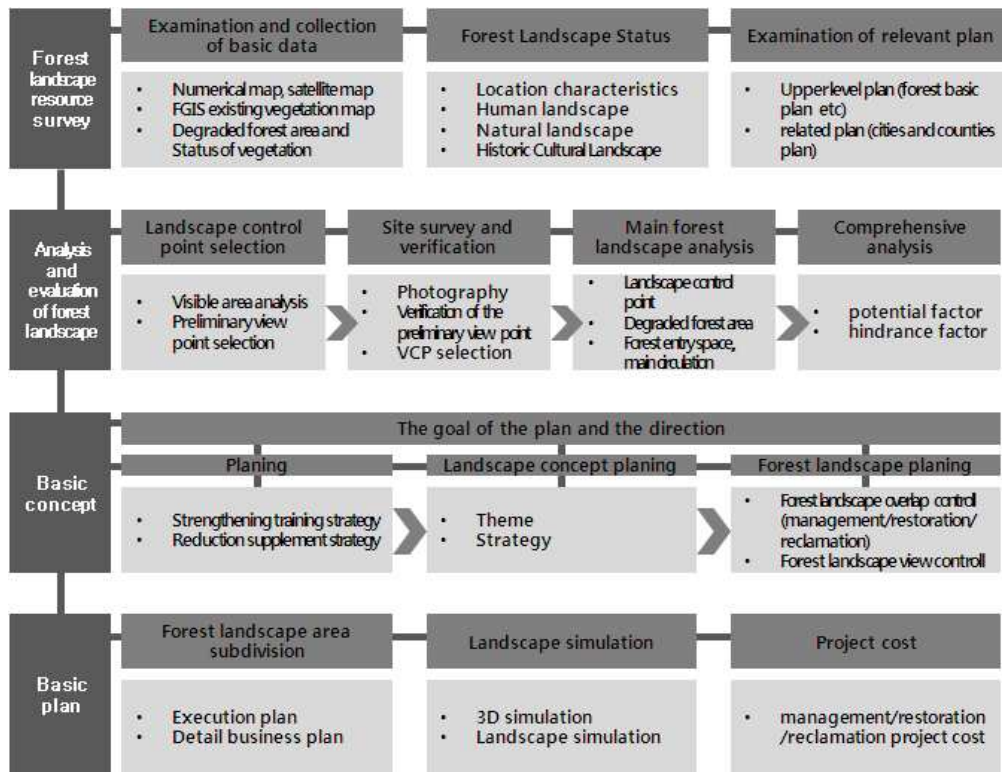 Forest
landscape
resource
survey
Examination and collection
of basic data
• Numerical map, satellite map
• FGIS existing vegetation map
• Degraded forest area and
Status of vegetation
Forest Landscape Status
• Location characteristics
• Human landscape
• Natural landscape
• Historic Cultural Landscape
Examination of relevant plan
• Upper level plan (forest basic
plan etc)
• related plan (cities and counties
plan)
Analysis
and
evaluation
of forest
landscape
Landscape control
point selection
• Visible area analysis
• Preliminary view
point selection
Site survey and
verification
• Photography
• Verification of the
preliminary view point
• VCP selection
Main forest
landscape analysis
• Landscape control
point
• Degraded forest area
• Forest entry space,
main circulation
Comprehensive
analysis
• potential factor
• hindrance factor
Basic
concept
The goal of the plan and the direction
Planing
• Strengthening training strategy
• Reduction supplement strategy
Landscape concept planing
• Theme
• Strategy
Forest landscape planing
• Forest landscape overlap control
(management/restoration/
reclamation)
• Forest landscape view controll
Basic
plan
Forest landscape area
subdivision
• Execution plan
• Detail business plan
Landscape simulation
• 3D simulation
• Landscape simulation
Project cost
• management/restoration
/reclamation project cost